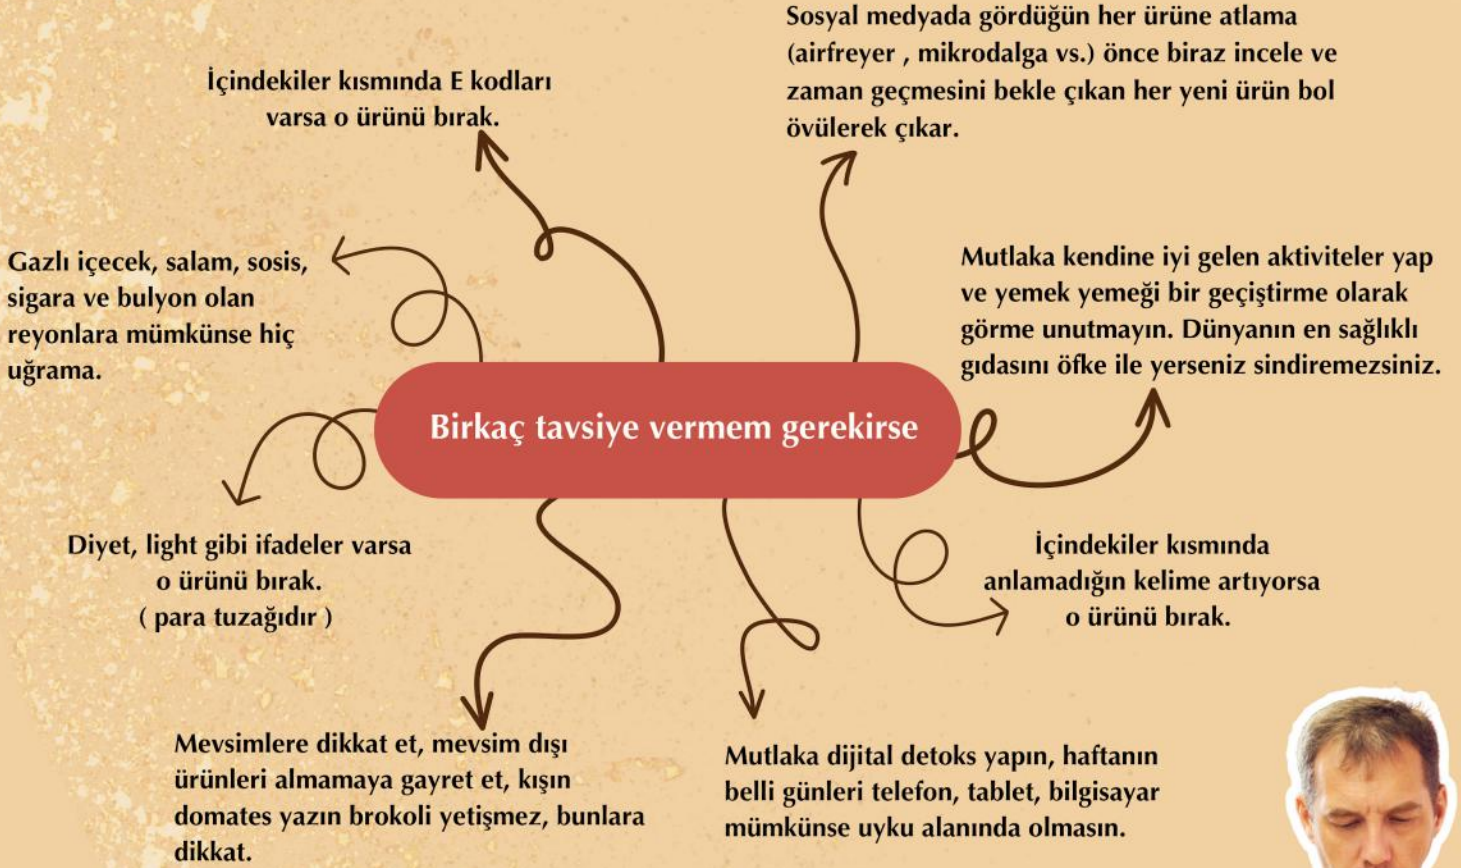 Sosyal medyada gördüğün her ürüne atlama
(airfreyer , mikrodalga vs.) önce biraz incele ve
zaman geçmesini bekle çıkan her yeni ürün bol
övülerek çıkar.
İçindekiler kısmında E kodları
varsa o ürünü bırak.
Gazlı içecek, salam, sosis,
sigara ve bulyon olan
reyonlara mümkünse hiç
uğrama.
Mutlaka kendine iyi gelen aktiviteler yap
ve yemek yemeği bir geçiştirme olarak
görme unutmayın. Dünyanın en sağlıklı
gıdasını öfke ile yerseniz sindiremezsiniz.
Birkaç tavsiye vermem gerekirse
Diyet, light gibi ifadeler varsa
o ürünü bırak.
( para tuzağıdır )
İçindekiler kısmında
anlamadığın kelime artıyorsa
o ürünü bırak.
Mevsimlere dikkat et, mevsim dışı
ürünleri almamaya gayret et, kışın
domates yazın brokoli yetişmez, bunlara
dikkat.
Mutlaka dijital detoks yapın, haftanın
belli günleri telefon, tablet, bilgisayar
mümkünse uyku alanında olmasın.